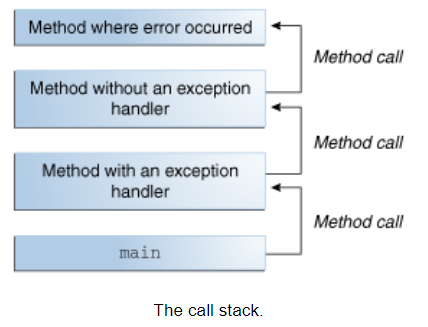 Method where error occurred
Method call
Method without an exception
handler
Method call
Method with an exception
handler
Method call
main
The call stack.